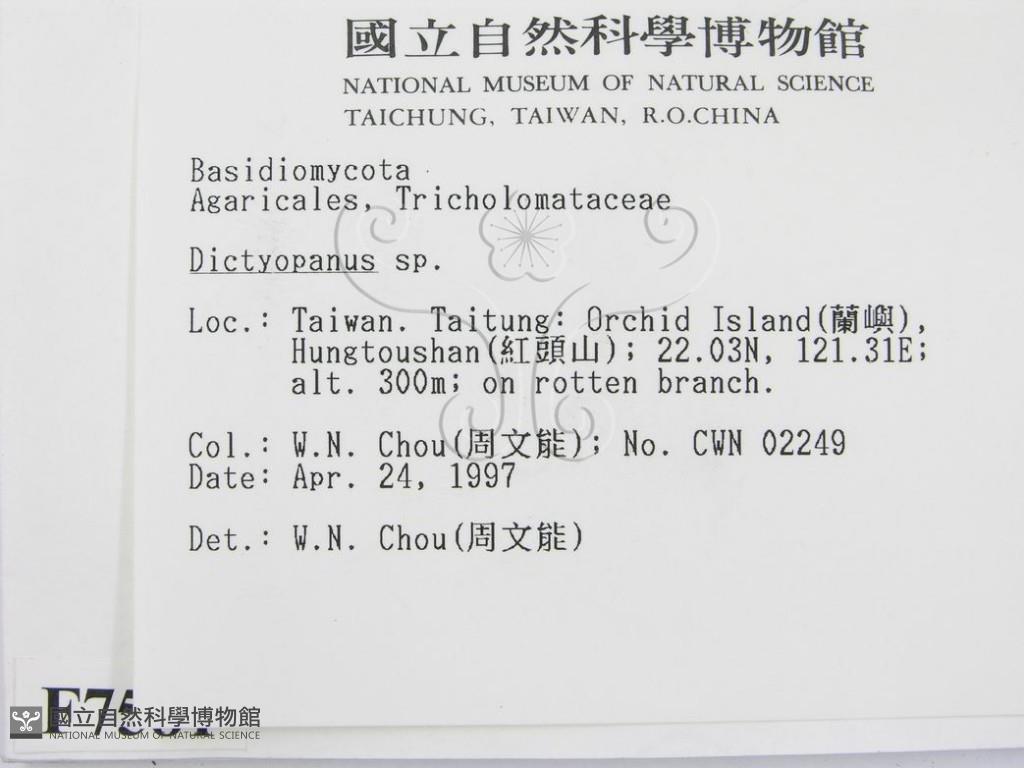 國立自然科學博物館
NATIONAL MUSEUM OF NATURAL SCIENCE
TAICHUNG, TAIWAN, R.O.CHINA
Basidiomycota
Agaricales, Tricholomataceae
Dictyopanus sp.
Loc.: Taiwan. Taitung: Orchid Island(蘭嶼),
Hungtoushan(紅頭山); 22.03N, 121.31E;
alt. 300m; on rotten branch.
Col.: W.N. Chou(周文能); No. CWN 02249
Date: Apr. 24, 1997
Det.: W.N. Chou(周文能)
國立自然科學博物館
NATIONAL MUSEUM OF NATURAL SCIENCE